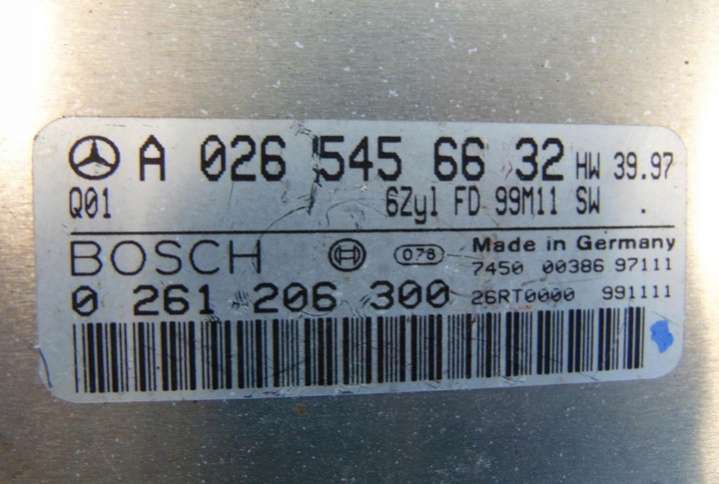 A 026 545 66 32 HW 39.97
Q01 6Zyl FD 99M11 SW .
BOSCH 078 Made in Germany
7450 00386 97111
0 261 206 300 26RT0000 991111